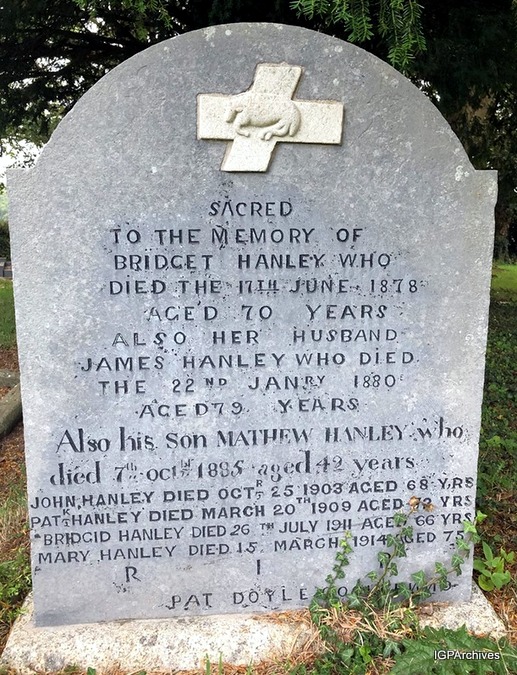 SACRED
TO THE MEMORY OF
BRIDGET HANLEY WHO
DIED THE 17TH JUNE 1878
AGED 70 YEARS
ALSO HER HUSBAND
JAMES HANLEY WHO DIED
THE 22ND JANRY 1880
AGED 79 YEARS
Also his Son MATHEW HANLEY who
died 7th octbr 1885 aged 42 years
JOHN HANLEY DIED OCTR 25 1903 AGED 68 YRS
PATK HANLEY DIED MARCH 20TH 1909 AGED YRS
BRIDGID HANLEY DIED 26TH JULY 1911 AGED 66 YRS
MARY HANLEY DIED 15 MARCH 1914 AGED 75
R I
PAT DOYLE
IGPArchives